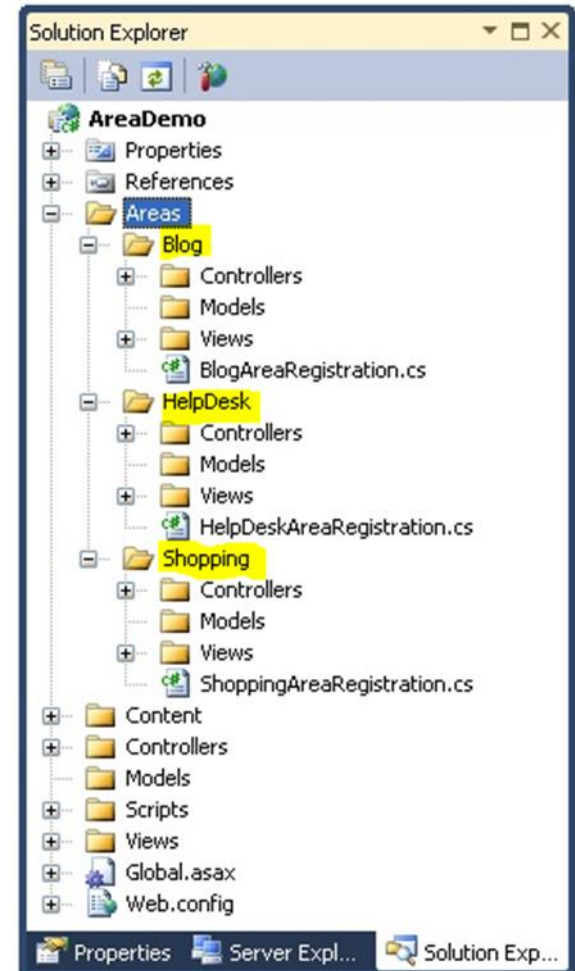 Solution Explorer
AreaDemo
Properties
References
Areas
Blog
Controllers
Models
Views
BlogAreaRegistration.cs
HelpDesk
Controllers
Models
Views
HelpDeskAreaRegistration.cs
Shopping
Controllers
Models
Views
ShoppingAreaRegistration.cs
Content
Controllers
Models
Scripts
Views
Global.asax
Web.config
Properties Server Expl... Solution Exp...